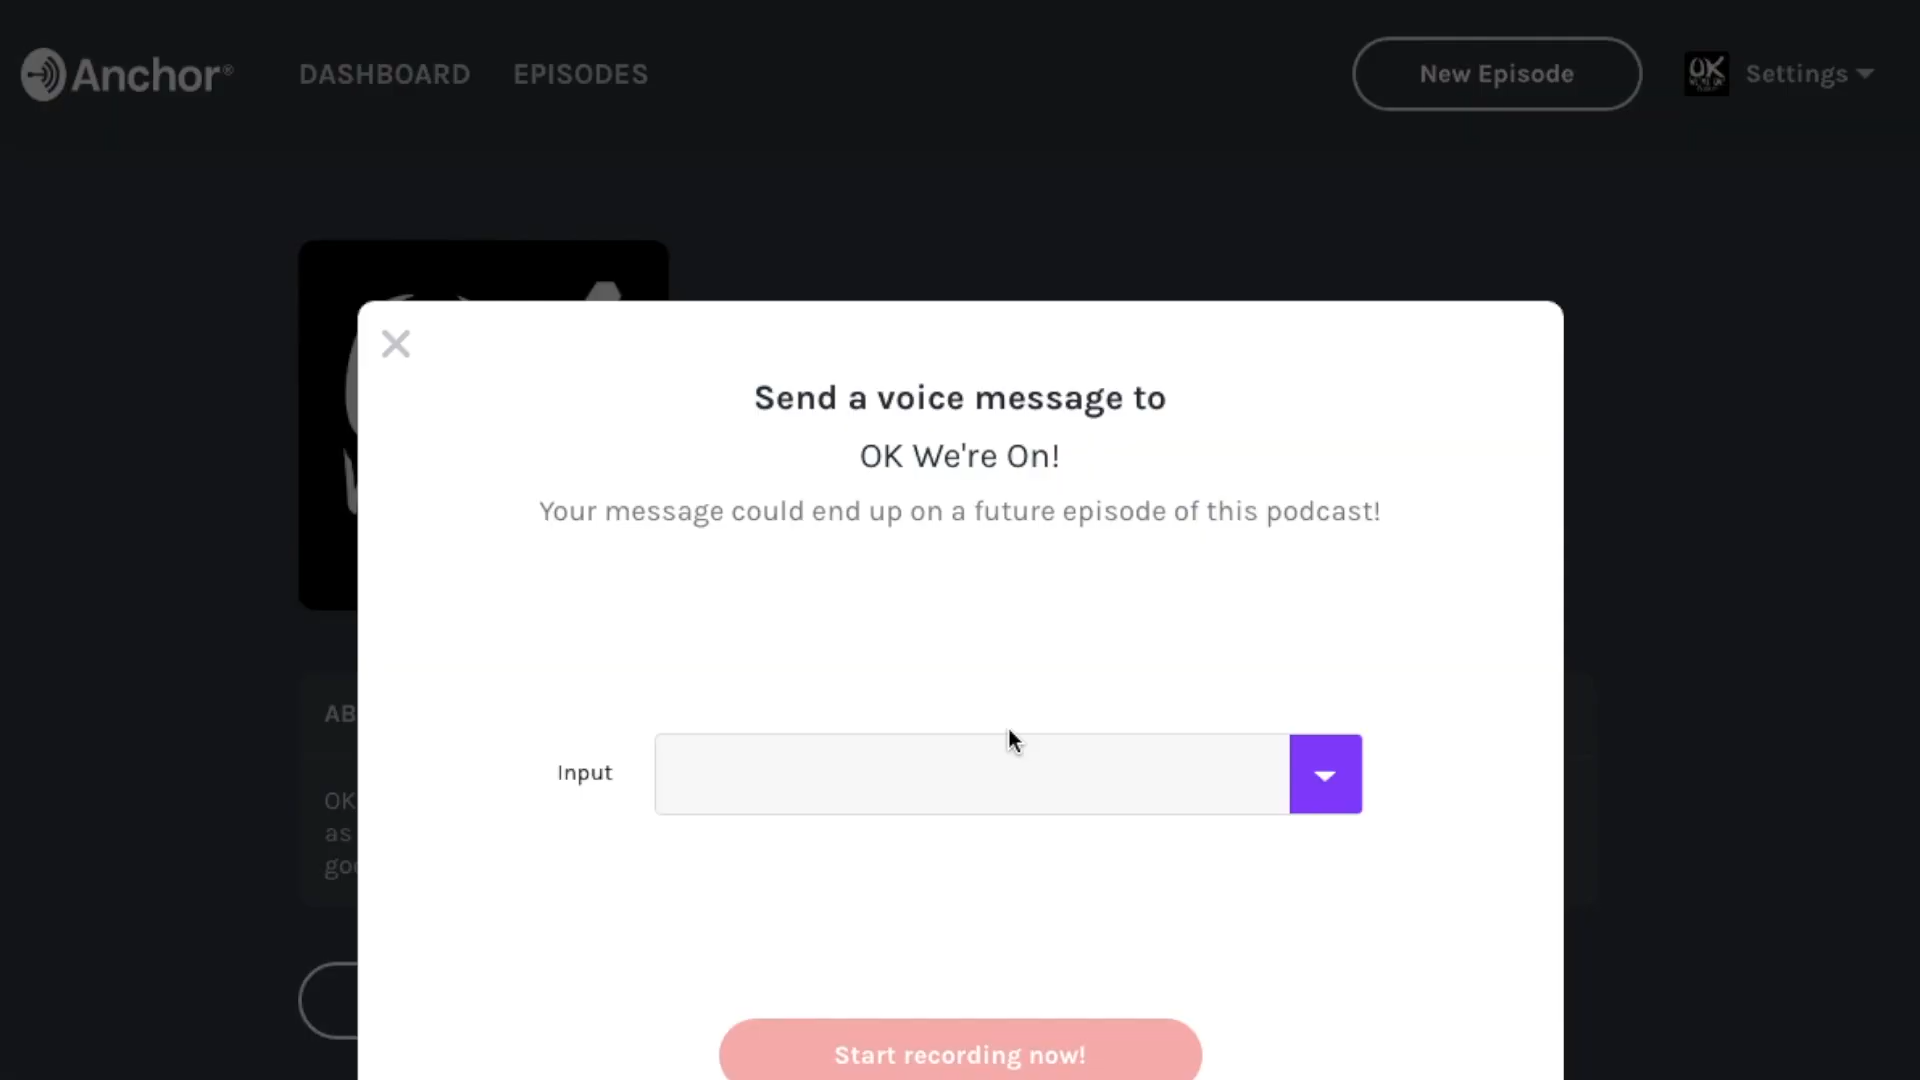 Anchor®
DASHBOARD
EPISODES
New Episode
OK
Settings
Send a voice message to
OK We're On!
Your message could end up on a future episode of this podcast!
AB
Input
OK
as
Start recording now!